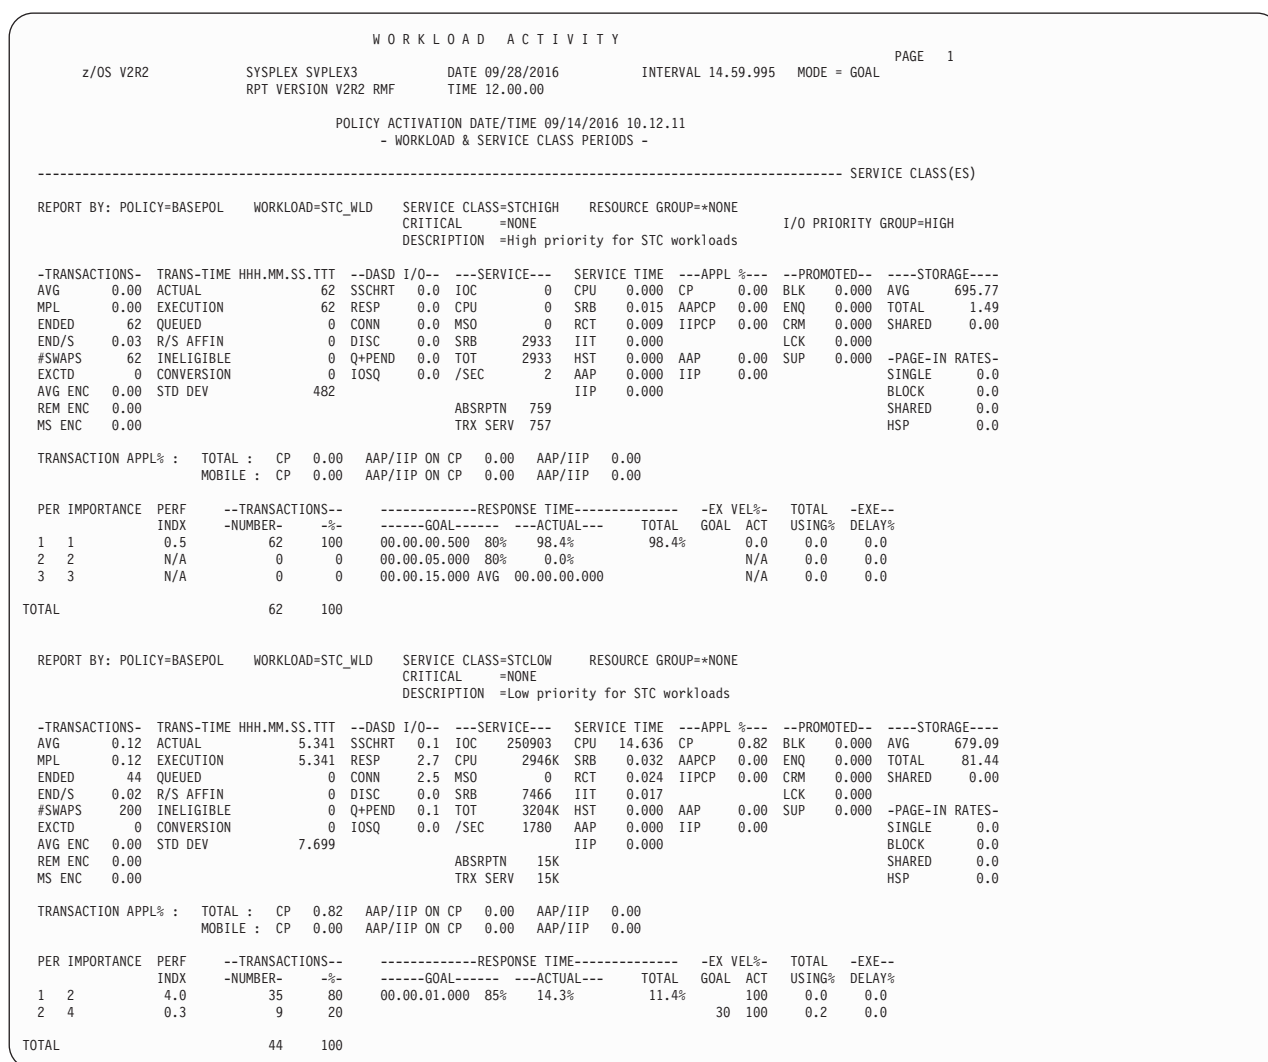 W O R K L O A D   A C T I V I T Y
PAGE 1
z/OS V2R2 SYSPLEX SVPLEX3 DATE 09/28/2016 INTERVAL 14.59.995 MODE = GOAL
RPT VERSION V2R2 RMF TIME 12.00.00
POLICY ACTIVATION DATE/TIME 09/14/2016 10.12.11
- WORKLOAD & SERVICE CLASS PERIODS -
------------------------------------------------------------------------------------------------------------ SERVICE CLASS(ES)
REPORT BY: POLICY=BASEPOL WORKLOAD=STC_WLD SERVICE CLASS=STCHIGH RESOURCE GROUP=*NONE
CRITICAL =NONE I/O PRIORITY GROUP=HIGH
DESCRIPTION =High priority for STC workloads
-TRANSACTIONS- TRANS-TIME HHH.MM.SS.TTT --DASD I/O-- ---SERVICE--- SERVICE TIME ---APPL %--- --PROMOTED-- ----STORAGE----
AVG 0.00 ACTUAL 62 SSCHRT 0.0 IOC 0 CPU 0.000 CP 0.00 BLK 0.000 AVG 695.77
MPL 0.00 EXECUTION 62 RESP 0.0 CPU 0 SRB 0.015 AAPCP 0.00 ENQ 0.000 TOTAL 1.49
ENDED 62 QUEUED 0 CONN 0.0 MSO 0 RCT 0.009 IIPCP 0.00 CRM 0.000 SHARED 0.00
END/S 0.03 R/S AFFIN 0 DISC 0.0 SRB 2933 IIT 0.000 LCK 0.000
#SWAPS 62 INELIGIBLE 0 Q+PEND 0.0 TOT 2933 HST 0.000 AAP 0.00 SUP 0.000 -PAGE-IN RATES-
EXCTD 0 CONVERSION 0 IOSQ 0.0 /SEC 2 AAP 0.000 IIP 0.00 SINGLE 0.0
AVG ENC 0.00 STD DEV 482 IIP 0.000 BLOCK 0.0
REM ENC 0.00 ABSRPTN 759 SHARED 0.0
MS ENC 0.00 TRX SERV 757 HSP 0.0
TRANSACTION APPL% : TOTAL : CP 0.00 AAP/IIP ON CP 0.00 AAP/IIP 0.00
MOBILE : CP 0.00 AAP/IIP ON CP 0.00 AAP/IIP 0.00
PER IMPORTANCE PERF --TRANSACTIONS-- -------------RESPONSE TIME-------------- -EX VEL%- TOTAL -EXE--
INDX -NUMBER- -%- ------GOAL------ ---ACTUAL--- TOTAL GOAL ACT USING% DELAY%
1 1 0.5 62 100 00.00.00.500 80% 98.4% 98.4% 0.0 0.0 0.0
2 2 N/A 0 0 00.00.05.000 80% 0.0% N/A 0.0 0.0
3 3 N/A 0 0 00.00.15.000 AVG 00.00.00.000 N/A 0.0 0.0
TOTAL 62 100
REPORT BY: POLICY=BASEPOL WORKLOAD=STC_WLD SERVICE CLASS=STCLOW RESOURCE GROUP=*NONE
CRITICAL =NONE
DESCRIPTION =Low priority for STC workloads
-TRANSACTIONS- TRANS-TIME HHH.MM.SS.TTT --DASD I/O-- ---SERVICE--- SERVICE TIME ---APPL %--- --PROMOTED-- ----STORAGE----
AVG 0.12 ACTUAL 5.341 SSCHRT 0.1 IOC 250903 CPU 14.636 CP 0.82 BLK 0.000 AVG 679.09
MPL 0.12 EXECUTION 5.341 RESP 2.7 CPU 2946K SRB 0.032 AAPCP 0.00 ENQ 0.000 TOTAL 81.44
ENDED 44 QUEUED 0 CONN 2.5 MSO 0 RCT 0.024 IIPCP 0.00 CRM 0.000 SHARED 0.00
END/S 0.02 R/S AFFIN 0 DISC 0.0 SRB 7466 IIT 0.017 LCK 0.000
#SWAPS 200 INELIGIBLE 0 Q+PEND 0.1 TOT 3204K HST 0.000 AAP 0.00 SUP 0.000 -PAGE-IN RATES-
EXCTD 0 CONVERSION 0 IOSQ 0.0 /SEC 1780 AAP 0.000 IIP 0.00 SINGLE 0.0
AVG ENC 0.00 STD DEV 7.699 IIP 0.000 BLOCK 0.0
REM ENC 0.00 ABSRPTN 15K SHARED 0.0
MS ENC 0.00 TRX SERV 15K HSP 0.0
TRANSACTION APPL% : TOTAL : CP 0.82 AAP/IIP ON CP 0.00 AAP/IIP 0.00
MOBILE : CP 0.00 AAP/IIP ON CP 0.00 AAP/IIP 0.00
PER IMPORTANCE PERF --TRANSACTIONS-- -------------RESPONSE TIME-------------- -EX VEL%- TOTAL -EXE--
INDX -NUMBER- -%- ------GOAL------ ---ACTUAL--- TOTAL GOAL ACT USING% DELAY%
1 2 4.0 35 80 00.00.01.000 85% 14.3% 11.4% 100 0.0 0.0
2 4 0.3 9 20 30 100 0.2 0.0
TOTAL 44 100